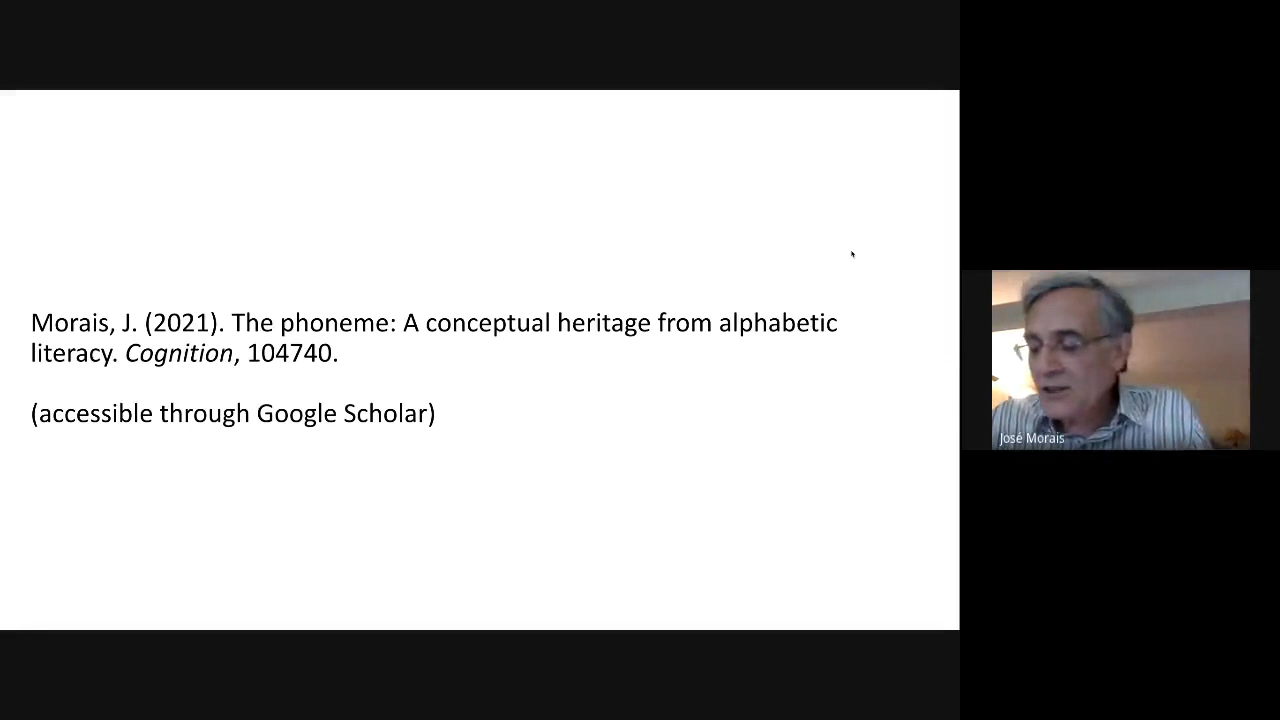 Morais, J. (2021). The phoneme: A conceptual heritage from alphabetic
literacy. Cognition, 104740.
(accessible through Google Scholar)
José Morais